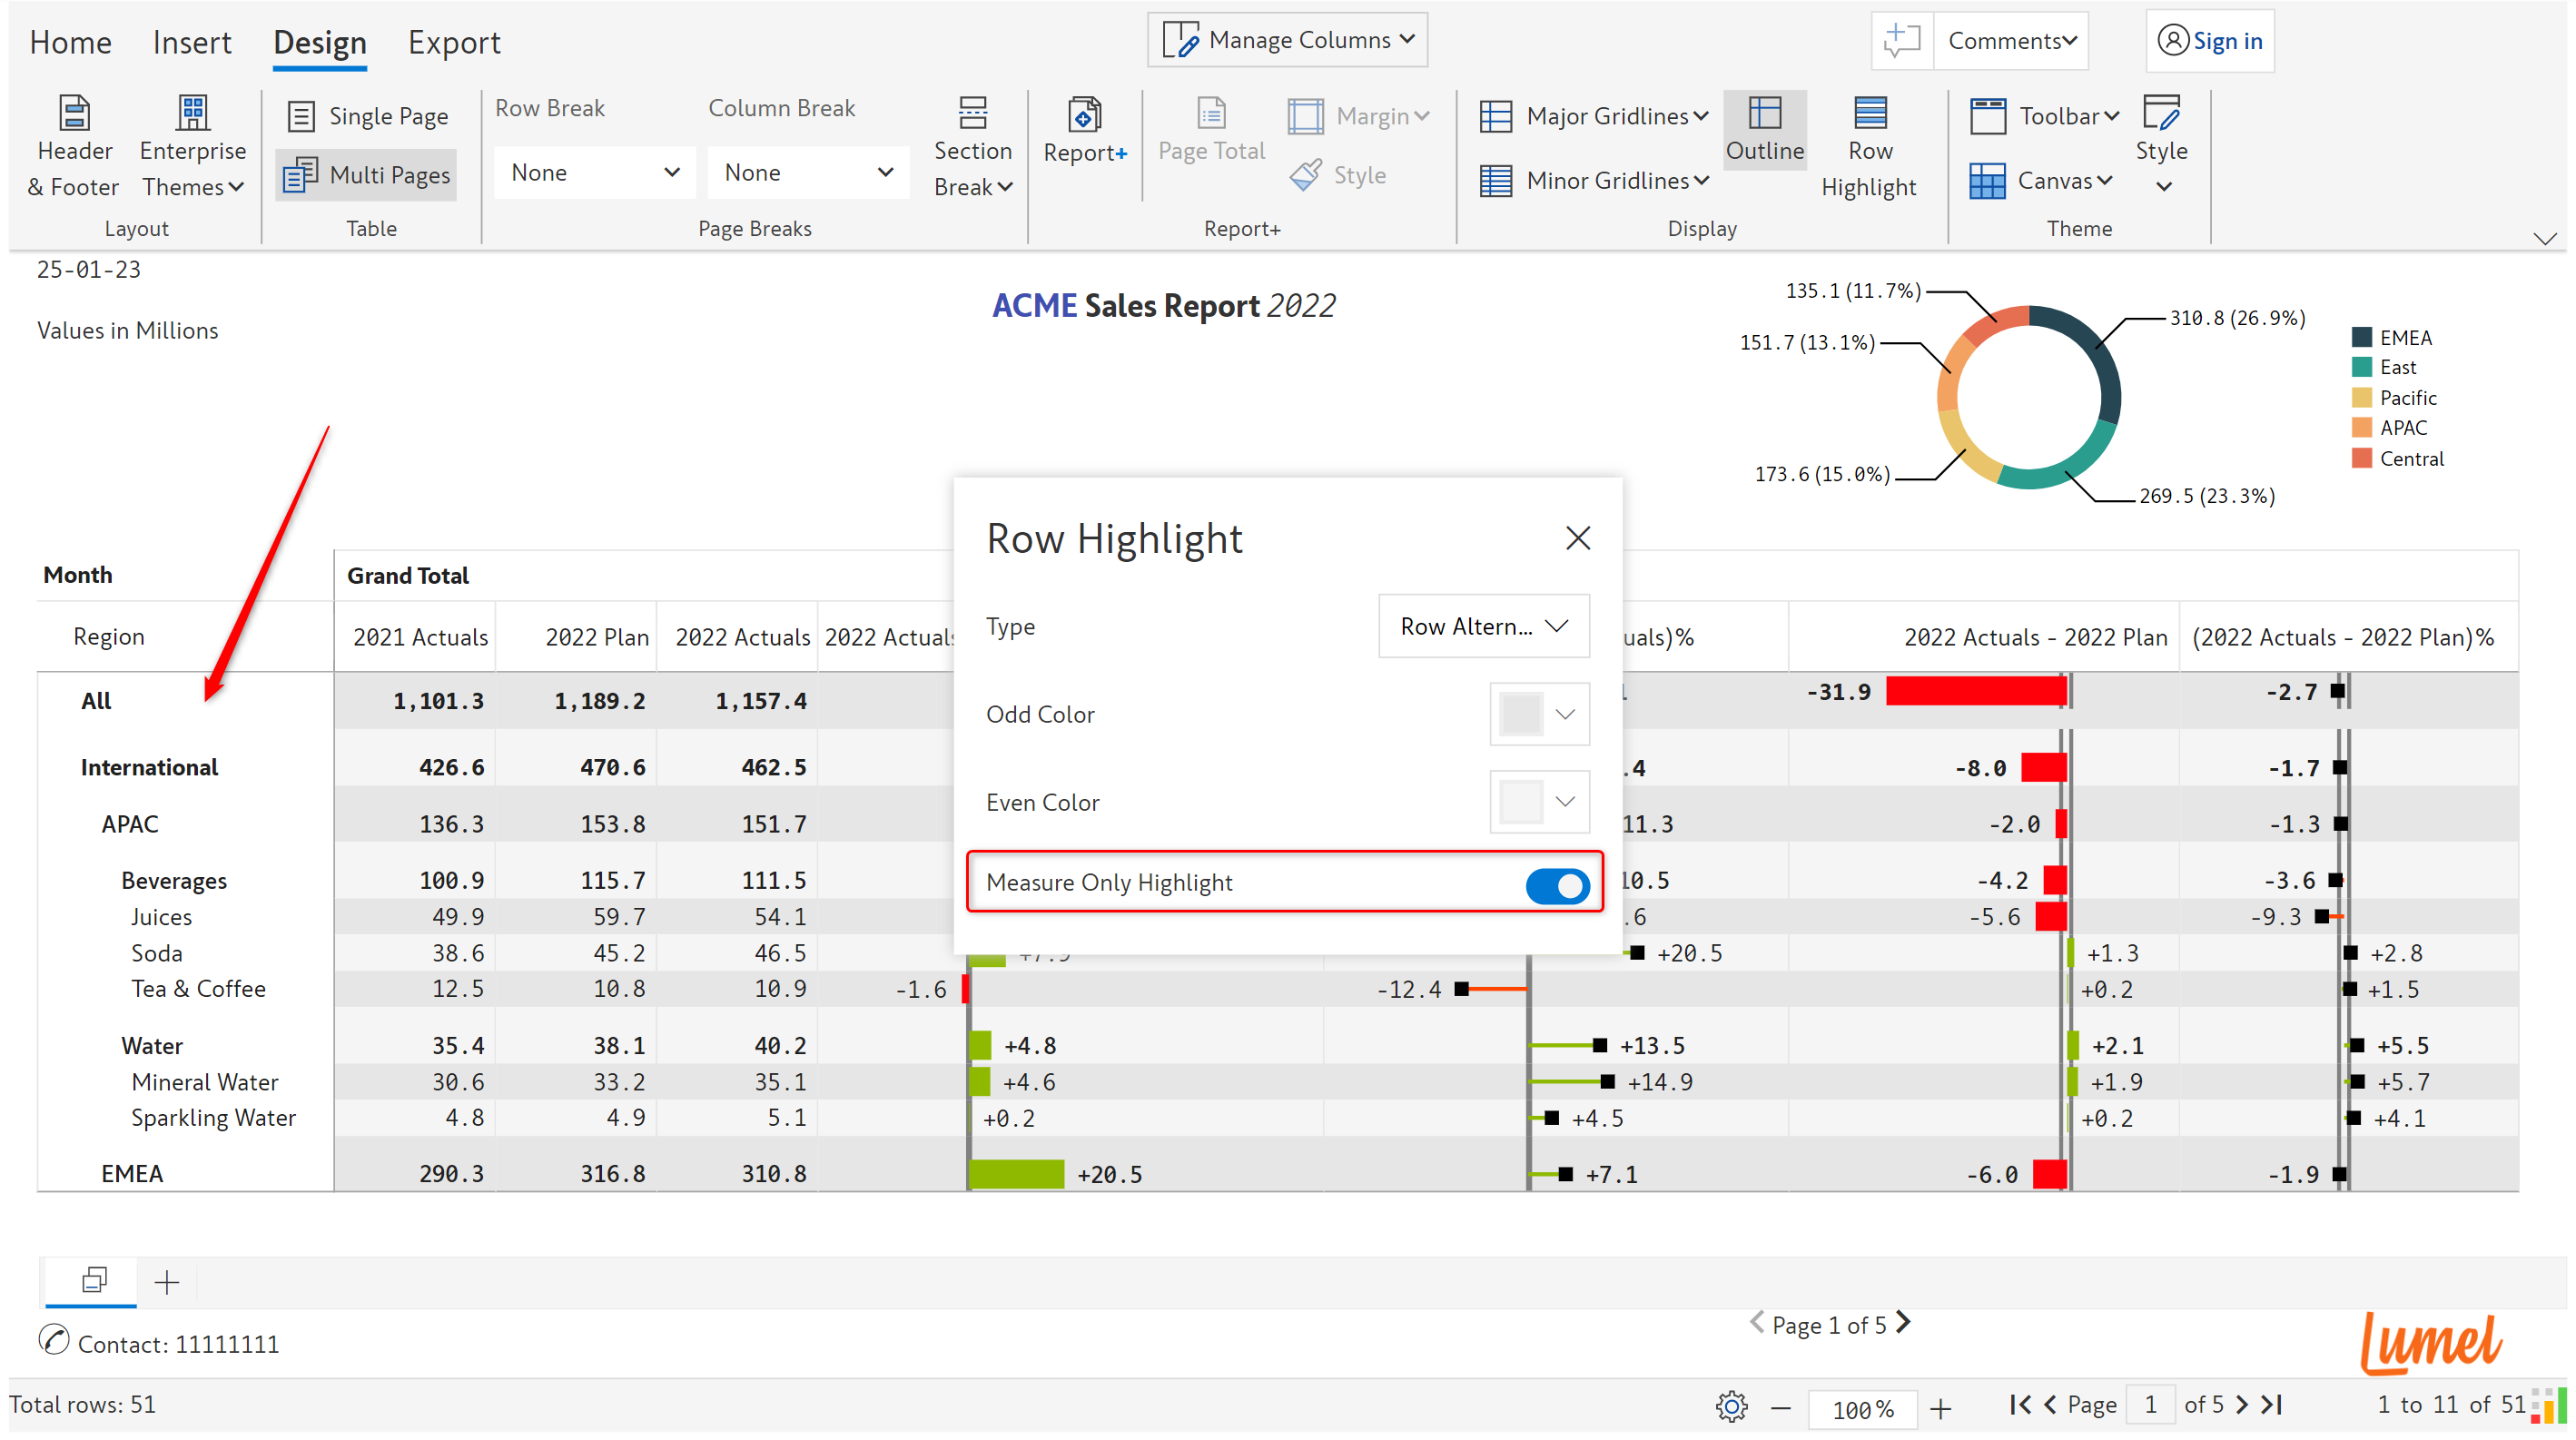 Home Insert Design Export Manage Columns Comments Sign in
Header & Footer Enterprise Themes Single Page Multi Pages Row Break None Column Break None Section Break Report+ Page Total Margin Style Major Gridlines Minor Gridlines Outline Row Highlight Toolbar Canvas Style
Layout Table Page Breaks Report+ Display Theme
25-01-23
Values in Millions
ACME Sales Report 2022
135.1 (11.7%)
310.8 (26.9%)
151.7 (13.1%)
173.6 (15.0%)
269.5 (23.3%)
EMEA
East
Pacific
APAC
Central
Row Highlight
Type Row Altern...
Odd Color
Even Color
Measure Only Highlight
Month Grand Total
Region 2021 Actuals 2022 Plan 2022 Actuals 2022 Actuals uals)% 2022 Actuals - 2022 Plan (2022 Actuals - 2022 Plan)%
All 1,101.3 1,189.2 1,157.4 -31.9 -2.7
International 426.6 470.6 462.5 .4 -8.0 -1.7
APAC 136.3 153.8 151.7 11.3 -2.0 -1.3
Beverages 100.9 115.7 111.5 10.5 -4.2 -3.6
Juices 49.9 59.7 54.1 .6 -5.6 -9.3
Soda 38.6 45.2 46.5 +7.9 +20.5 +1.3 +2.8
Tea & Coffee 12.5 10.8 10.9 -1.6 -12.4 +0.2 +1.5
Water 35.4 38.1 40.2 +4.8 +13.5 +2.1 +5.5
Mineral Water 30.6 33.2 35.1 +4.6 +14.9 +1.9 +5.7
Sparkling Water 4.8 4.9 5.1 +0.2 +4.5 +0.2 +4.1
EMEA 290.3 316.8 310.8 +20.5 +7.1 -6.0 -1.9
Page 1 of 5
Contact: 11111111
Lumel
Total rows: 51 100% Page 1 of 5 1 to 11 of 51